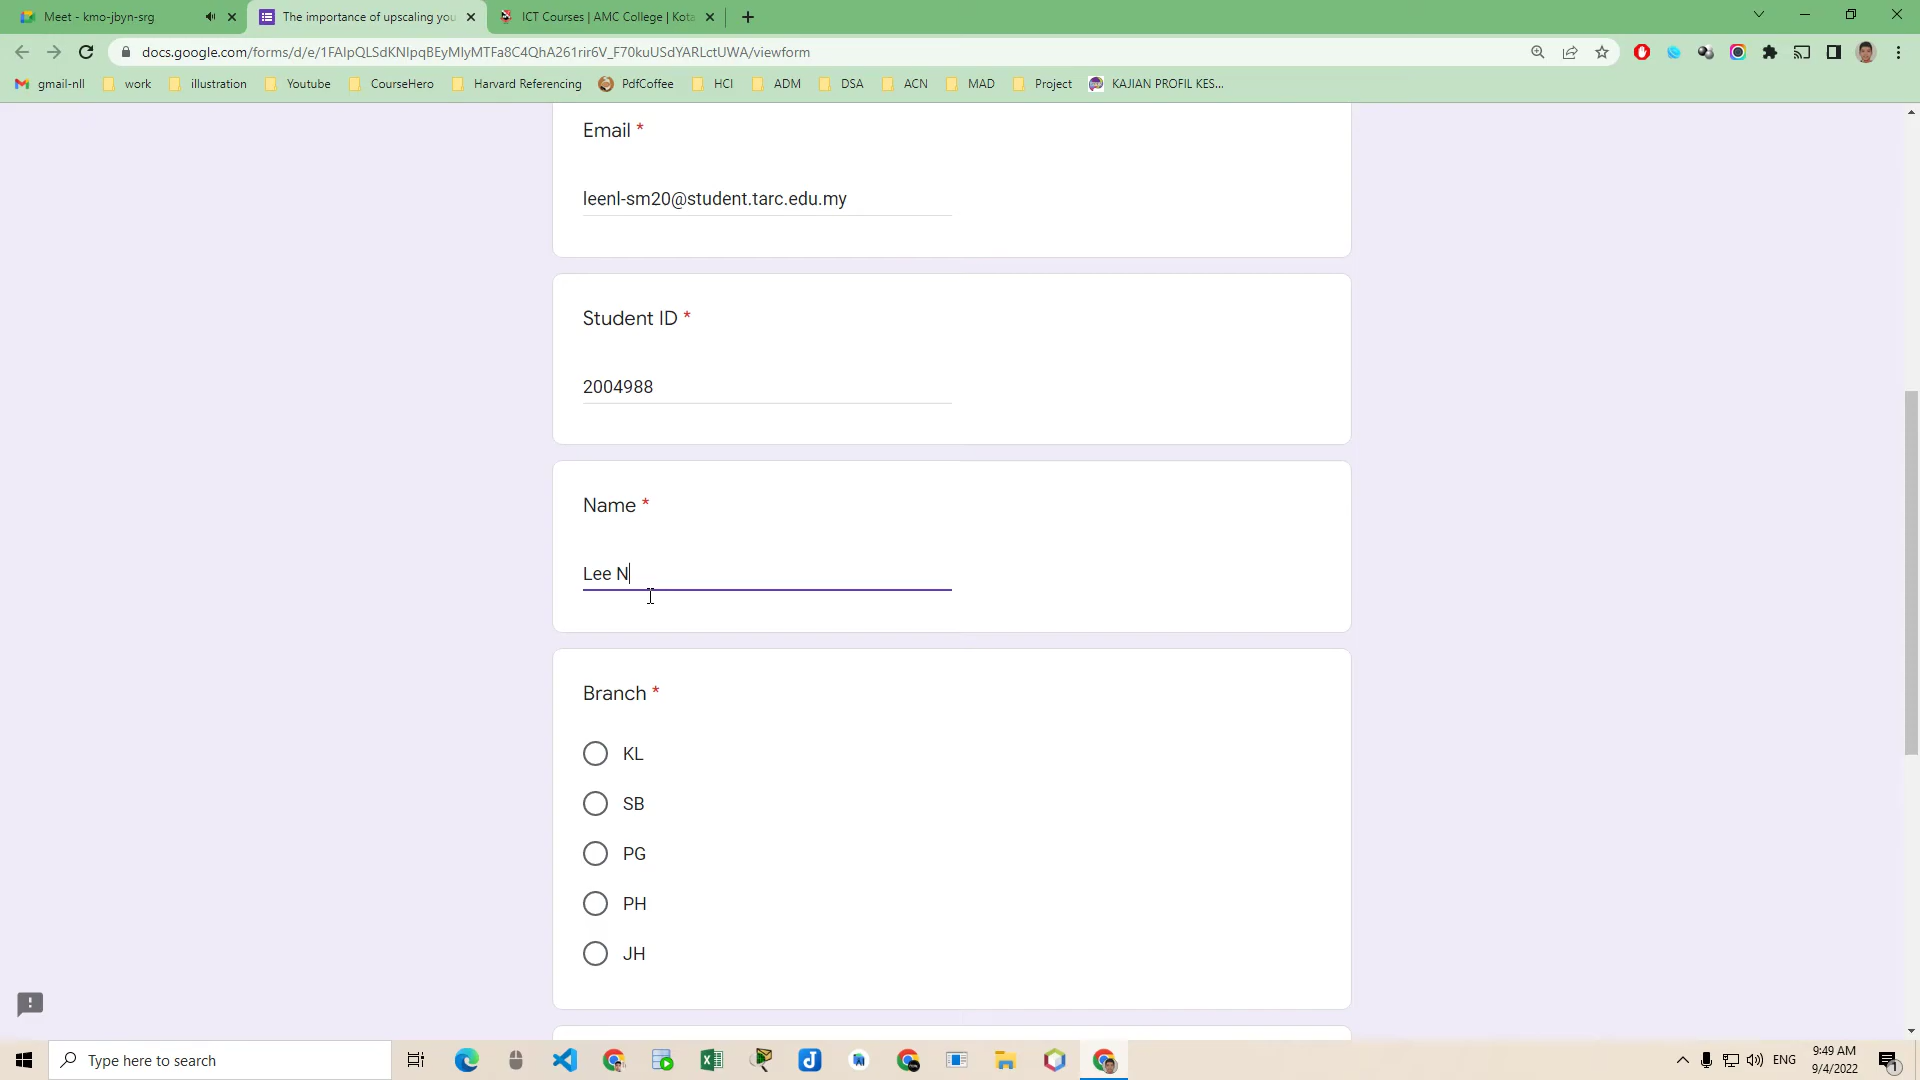 Meet - kmo-jbyn-srg
The importance of upscaling you
ICT Courses | AMC College | Kota
docs.google.com/forms/d/e/1FAIpQLSdKNIpqBEyMlyMTFa8C4QhA261rir6V_F70kuUSdYARLctUWA/viewform
gmail-nll
work
illustration
Youtube
CourseHero
Harvard Referencing
PdfCoffee
HCI
ADM
DSA
ACN
MAD
Project
KAJIAN PROFIL KES...
Email *
leenl-sm20@student.tarc.edu.my
Student ID *
2004988
Name *
Lee N
Branch *
KL
SB
PG
PH
JH
Type here to search
ENG
9:49 AM
9/4/2022
1